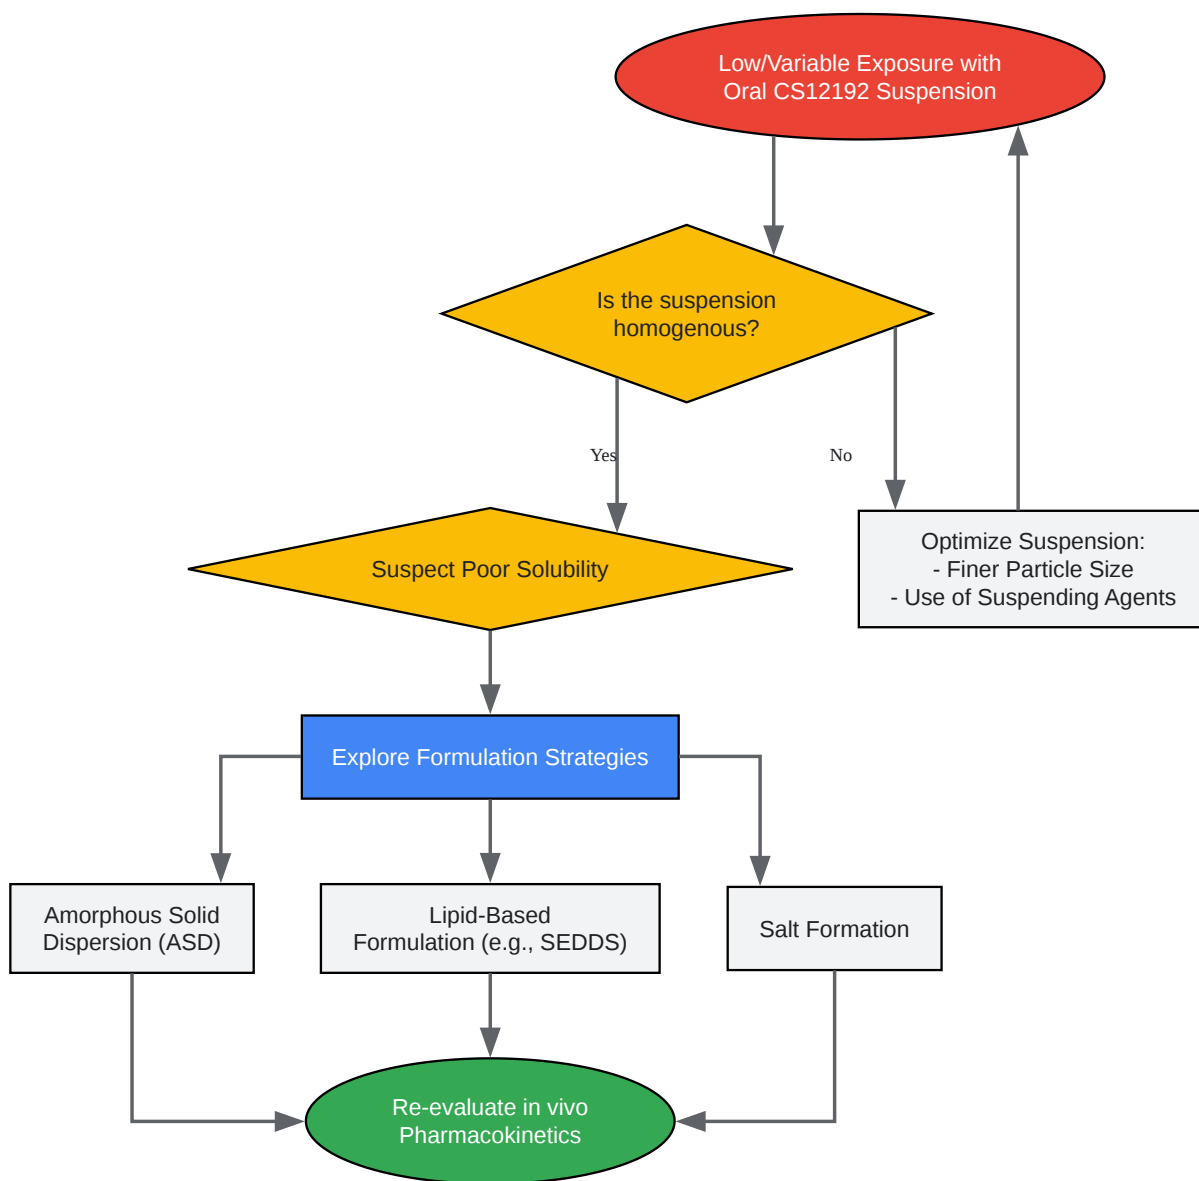 Low/Variable Exposure with
Oral CS12192 Suspension
Is the suspension
homogenous?
Yes
No
Suspect Poor Solubility
Optimize Suspension:
- Finer Particle Size
- Use of Suspending Agents
Explore Formulation Strategies
Amorphous Solid
Dispersion (ASD)
Lipid-Based
Formulation (e.g., SEDDS)
Salt Formation
Re-evaluate in vivo
Pharmacokinetics